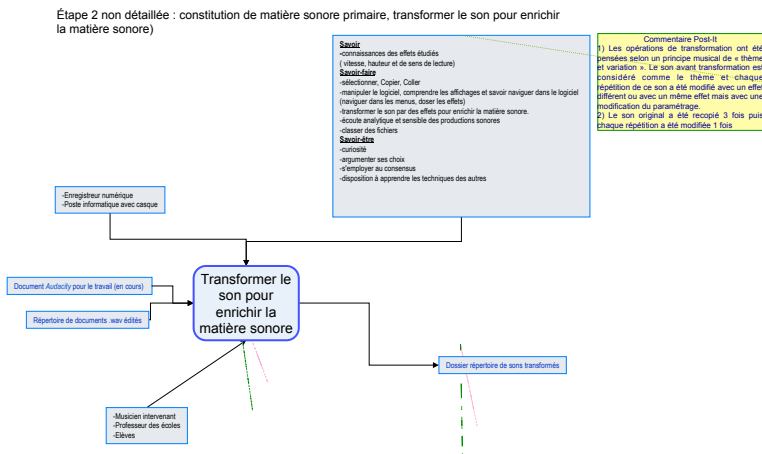 Étape 2 non détaillée : constitution de matière sonore primaire, transformer le son pour enrichir
la matière sonore)
Savoir
-connaissances des effets étudiés
( vitesse, hauteur et de sens de lecture)
Savoir-faire
-sélectionner, Copier, Coller
-manipuler le logiciel, comprendre les affichages et savoir naviguer dans le logiciel
(naviguer dans les menus, doser les effets)
-transformer le son par des effets pour enrichir la matière sonore.
-écoute analytique et sensible des productions sonores
-classer des fichiers
Savoir-être
-curiosité
-argumenter ses choix
-s'employer au consensus
-disposition à apprendre les techniques des autres
Commentaire Post-It
1) Les opérations de transformation ont été
pensées selon un principe musical de « thème
et variation ». Le son avant transformation est
considéré comme le thème et chaque
répétition de ce son a été modifié avec un effet
différent ou avec un même effet mais avec une
modification du paramétrage.
2) Le son original a été recopié 3 fois puis
chaque répétition a été modifiée 1 fois
-Enregistreur numérique
-Poste informatique avec casque
Document Audacity pour le travail (en cours)
Répertoire de documents .wav édités
Transformer le
son pour
enrichir la
matière sonore
Dossier répertoire de sons transformés
-Musicien intervenant
-Professeur des écoles
-Elèves